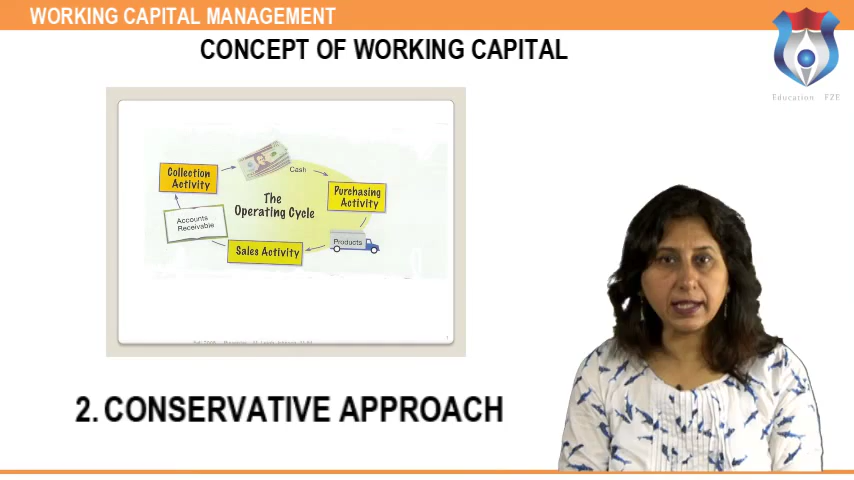 WORKING CAPITAL MANAGEMENT
CONCEPT OF WORKING CAPITAL
Education FZE
Collection
Activity
Cash
Purchasing
Activity
The
Operating Cycle
Accounts
Receivable
Products
Sales Activity
2. CONSERVATIVE APPROACH